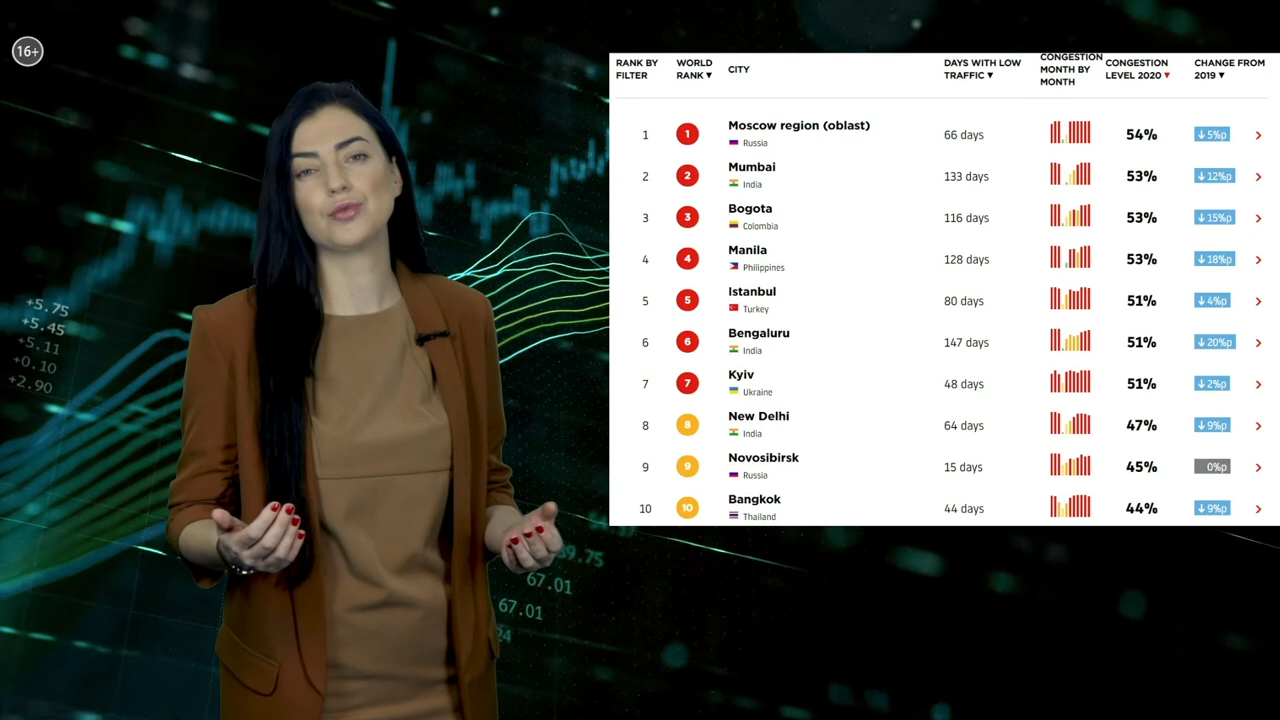 16+
RANK BY FILTER
WORLD RANK ▼
CITY
DAYS WITH LOW TRAFFIC ▼
CONGESTION MONTH BY MONTH
CONGESTION LEVEL 2020 ▼
CHANGE FROM 2019 ▼
1 1 Moscow region (oblast) 66 days 54% ↓5%p >
Russia
2 2 Mumbai 133 days 53% ↓12%p >
India
3 3 Bogota 116 days 53% ↓15%p >
Colombia
4 4 Manila 128 days 53% ↓18%p >
Philippines
5 5 Istanbul 80 days 51% ↓4%p >
Turkey
6 6 Bengaluru 147 days 51% ↓20%p >
India
7 7 Kyiv 48 days 51% ↓2%p >
Ukraine
8 8 New Delhi 64 days 47% ↓9%p >
India
9 9 Novosibirsk 15 days 45% 0%p >
Russia
10 10 Bangkok 44 days 44% ↓9%p >
Thailand
+5.75
+5.45
+5.11
+0.10
+2.90
9.75
67.01
67.01
24